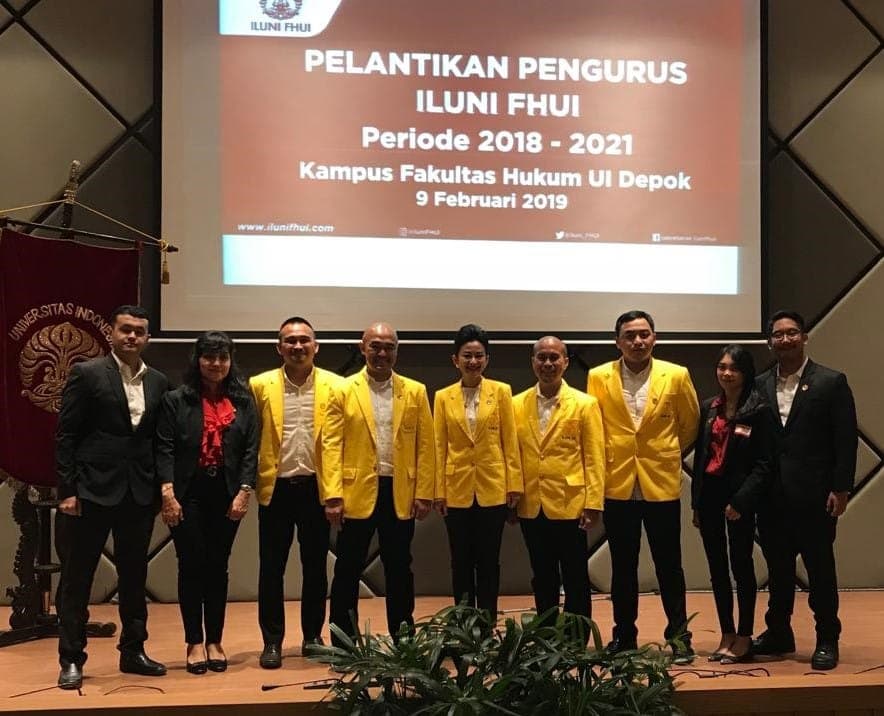 ILUNI FHUI
PELANTIKAN PENGURUS
ILUNI FHUI
Periode 2018 - 2021
Kampus Fakultas Hukum UI Depok
9 Februari 2019
www.ilunifhui.com
UNIVERSITAS INDONESIA